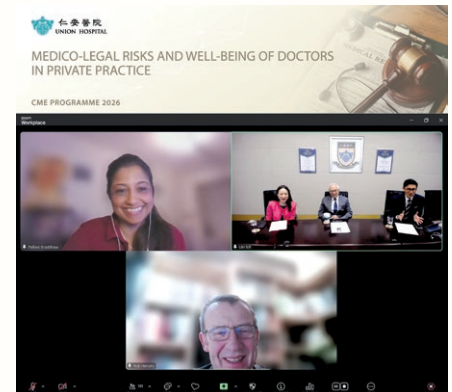 仁安醫院
UNION HOSPITAL
MEDICO-LEGAL RISKS AND WELL-BEING OF DOCTORS
IN PRIVATE PRACTICE
CME PROGRAMME 2026
Workplace